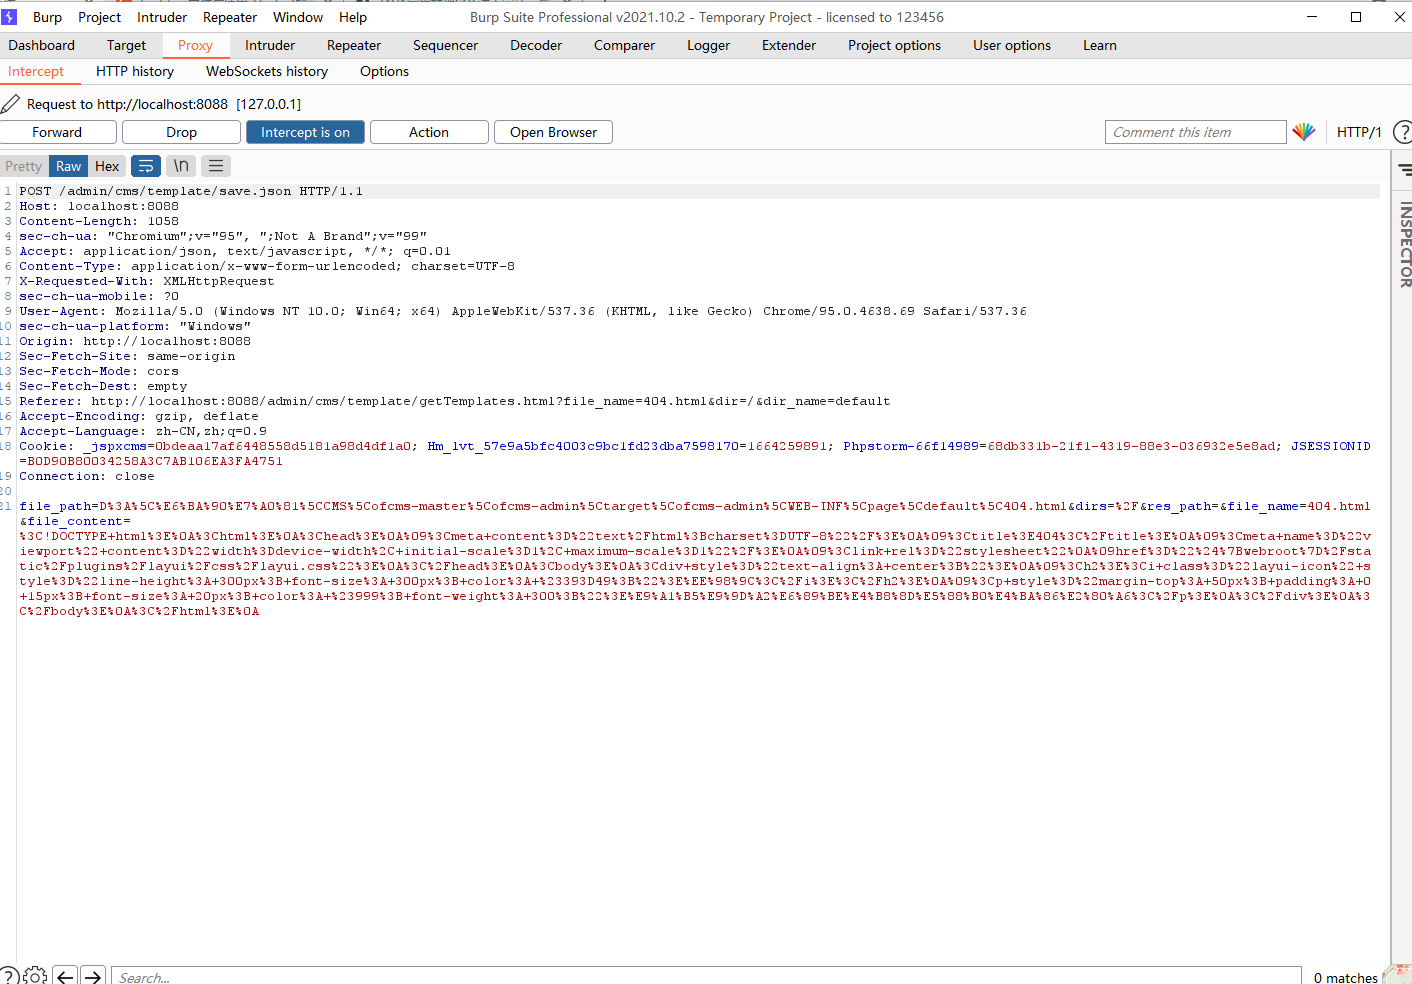 Burp Project Intruder Repeater Window Help Burp Suite Professional v2021.10.2 - Temporary Project - licensed to 123456
Dashboard Target Proxy Intruder Repeater Sequencer Decoder Comparer Logger Extender Project options User options Learn
Intercept HTTP history WebSockets history Options
Request to http://localhost:8088 [127.0.0.1]
Forward Drop Intercept is on Action Open Browser Comment this item HTTP/1 ?
Pretty Raw Hex \n
INSPECTOR
1 POST /admin/cms/template/save.json HTTP/1.1
2 Host: localhost:8088
3 Content-Length: 1058
4 sec-ch-ua: "Chromium";v="95", ";Not A Brand";v="99"
5 Accept: application/json, text/javascript, */*; q=0.01
6 Content-Type: application/x-www-form-urlencoded; charset=UTF-8
7 X-Requested-With: XMLHttpRequest
8 sec-ch-ua-mobile: ?0
9 User-Agent: Mozilla/5.0 (Windows NT 10.0; Win64; x64) AppleWebKit/537.36 (KHTML, like Gecko) Chrome/95.0.4638.69 Safari/537.36
10 sec-ch-ua-platform: "Windows"
11 Origin: http://localhost:8088
12 Sec-Fetch-Site: same-origin
13 Sec-Fetch-Mode: cors
14 Sec-Fetch-Dest: empty
15 Referer: http://localhost:8088/admin/cms/template/getTemplates.html?file_name=404.html&dir=/&dir_name=default
16 Accept-Encoding: gzip, deflate
17 Accept-Language: zh-CN,zh;q=0.9
18 Cookie: _jspxcms=0bdeaa17af6448558d5181a98d4df1a0; Hm_lvt_57e9a5bfc4003c9bc1fd23dba7598170=1664259891; Phpstorm-66f14989=68db331b-21f1-4319-88e3-036932e5e8ad; JSESSIONID
=B0D90B80034258A3C7AB106EA3FA4751
19 Connection: close
20
21 file_path=D%3A%5C%E6%BA%90%E7%A0%81%5CCMS%5Cofcms-master%5Cofcms-admin%5Ctarget%5Cofcms-admin%5CWEB-INF%5Cpage%5Cdefault%5C404.html&dirs=%2F&res_path=&file_name=404.html
&file_content=
%3C!DOCTYPE+html%3E%0A%3Chtml%3E%0A%3Chead%3E%0A%09%3Cmeta+content%3D%22text%2Fhtml%3Bcharset%3DUTF-8%22%2F%3E%0A%09%3Ctitle%3E404%3C%2Ftitle%3E%0A%09%3Cmeta+name%3D%22v
iewport%22+content%3D%22width%3Ddevice-width%2C+initial-scale%3D1%2C+maximum-scale%3D1%22%2F%3E%0A%09%3Clink+rel%3D%22stylesheet%22%0A%09href%3D%22%24%7Bwebroot%7D%2Fsta
tic%2Fplugins%2Flayui%2Fcss%2Flayui.css%22%3E%0A%3C%2Fhead%3E%0A%3Cbody%3E%0A%3Cdiv+style%3D%22text-align%3A+center%3B%22%3E%0A%09%3Ch2%3E%3Ci+class%3D%22layui-icon%22+s
tyle%3D%22line-height%3A+300px%3B+font-size%3A+300px%3B+color%3A+%23393D49%3B%22%3E%EE%98%9C%3C%2Fi%3E%3C%2Fh2%3E%0A%09%3Cp+style%3D%22margin-top%3A+50px%3B+padding%3A+0
+15px%3B+font-size%3A+20px%3B+color%3A+%23999%3B+font-weight%3A+300%3B%22%3E%E9%A1%B5%E9%9D%A2%E6%89%BE%E4%B8%8D%E5%88%B0%E4%BA%86%E2%80%A6%3C%2Fp%3E%0A%3C%2Fdiv%3E%0A%3
C%2Fbody%3E%0A%3C%2Fhtml%3E%0A
? Search... 0 matches